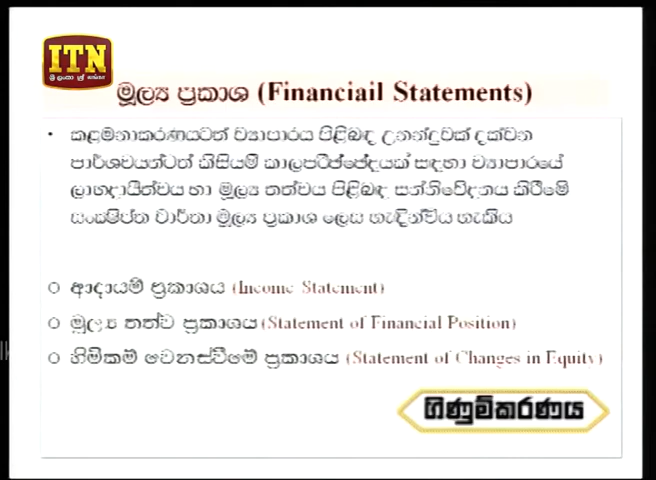 ITN
ශ්‍රී ලංකා ශ්‍රේෂ්ඨ
මූල්‍ය ප්‍රකාශ (Financiail Statements)
• කළමනාකරණයටත් ව්‍යාපාරය පිළිබඳ උනන්දුවක් දක්වන
පාර්ශවයන්ටත් කිසියම් කාලපරිච්ඡේදයක් සඳහා ව්‍යාපාරයේ
ලාභදායීත්වය හා මූල්‍ය තත්වය පිළිබඳ සන්නිවේදනය කිරීමේ
සංක්ෂිප්ත වාර්තා මූල්‍ය ප්‍රකාශ ලෙස හැඳින්විය හැකිය
○ ආදායම් ප්‍රකාශය (Income Statement)
○ මූල්‍ය තත්ව ප්‍රකාශය (Statement of Financial Position)
○ හිමිකම් වෙනස්වීමේ ප්‍රකාශය (Statement of Changes in Equity)
ගිණුම්කරණය